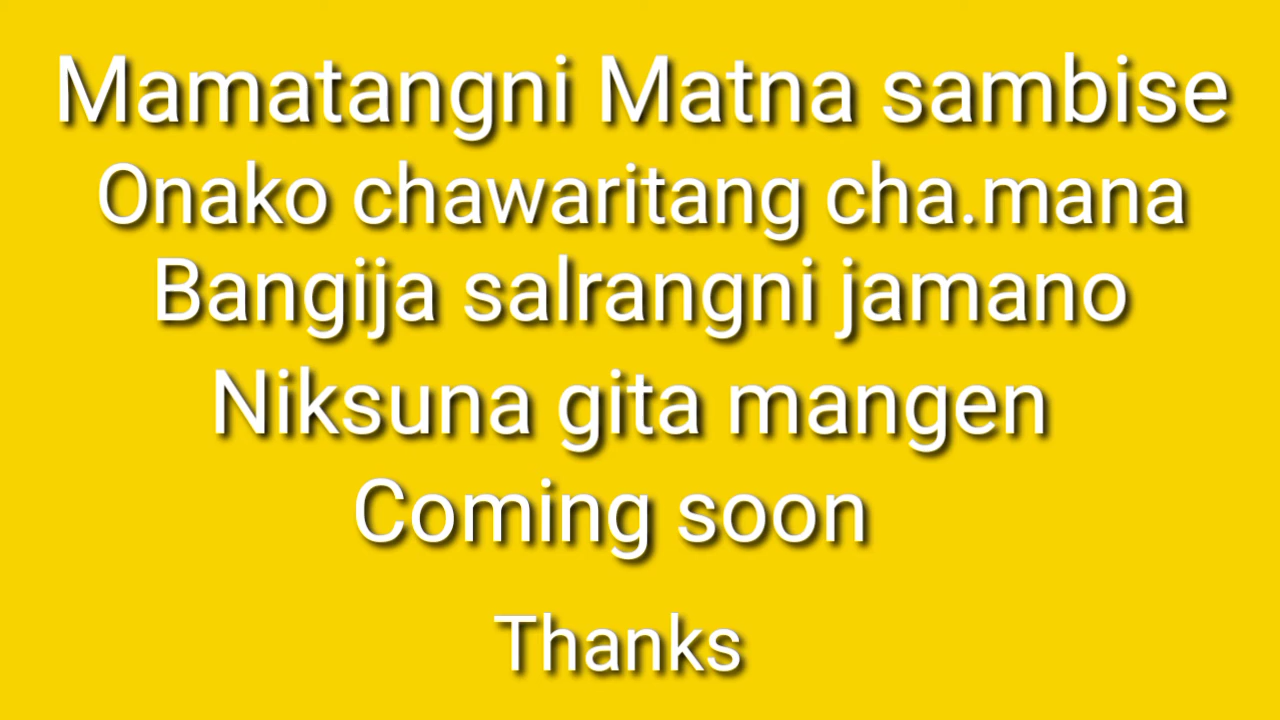 Mamatangni Matna sambise
Onako chawaritang cha.mana
Bangija salrangni jamano
Niksuna gita mangen
Coming soon
Thanks